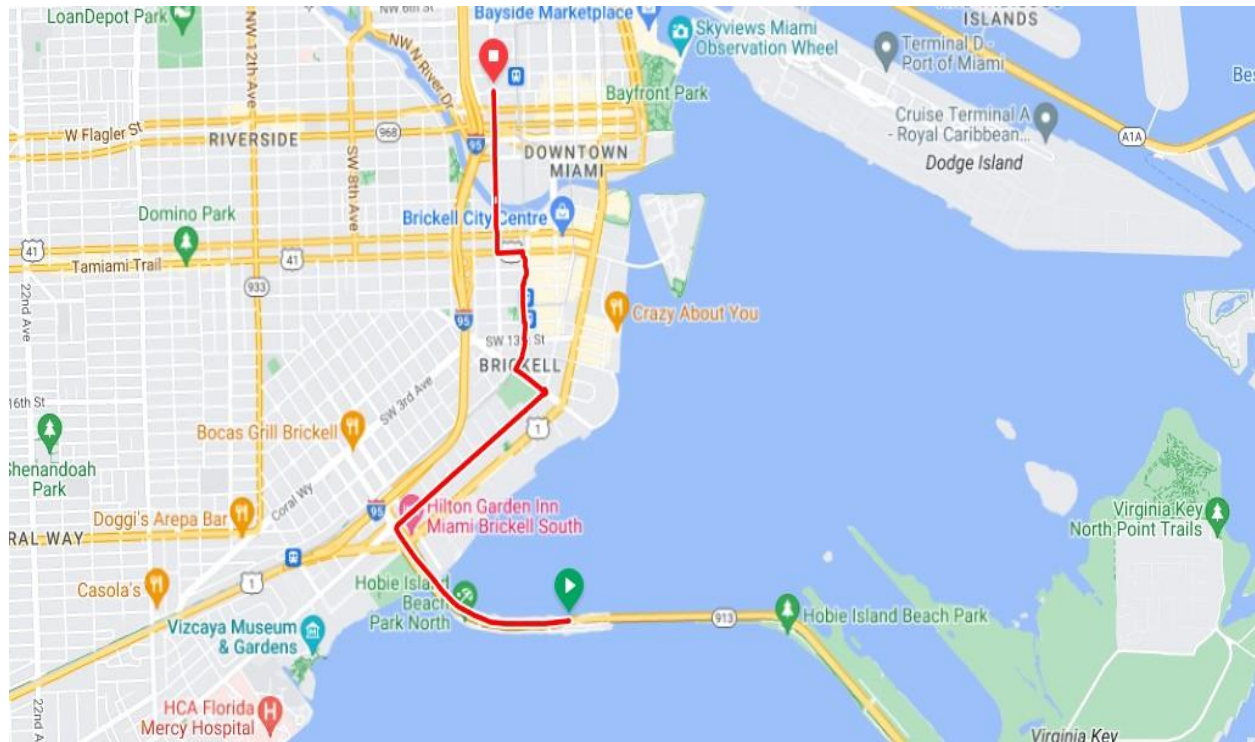 LoanDepot Park
NW 12th Ave
NW 6th St
NW N River Dr.
Bayside Marketplace
Skyviews Miami
Observation Wheel
ISLANDS
Terminal D -
Port of Miami
Bayfront Park
Cruise Terminal A
- Royal Caribbean...
Dodge Island
A1A
Bes
W Flagler St
RIVERSIDE
968
95
SW 8th Ave
DOWNTOWN
MIAMI
Domino Park
Brickell City Centre
41
Tamiami Trail
41
22nd Ave
933
95
Crazy About You
SW 13th St
BRICKELL
SW 3rd Ave
16th St
1
Bocas Grill Brickell
Shenandoah
Park
Coral Wy
95
Hilton Garden Inn
Miami Brickell South
Doggi's Arepa Bar
RAL WAY
Virginia Key
North Point Trails
1
Casola's
Hobie Island
Beach
Park North
913
Hobie Island Beach Park
Vizcaya Museum
& Gardens
HCA Florida
Mercy Hospital
22nd A
Virginia Key